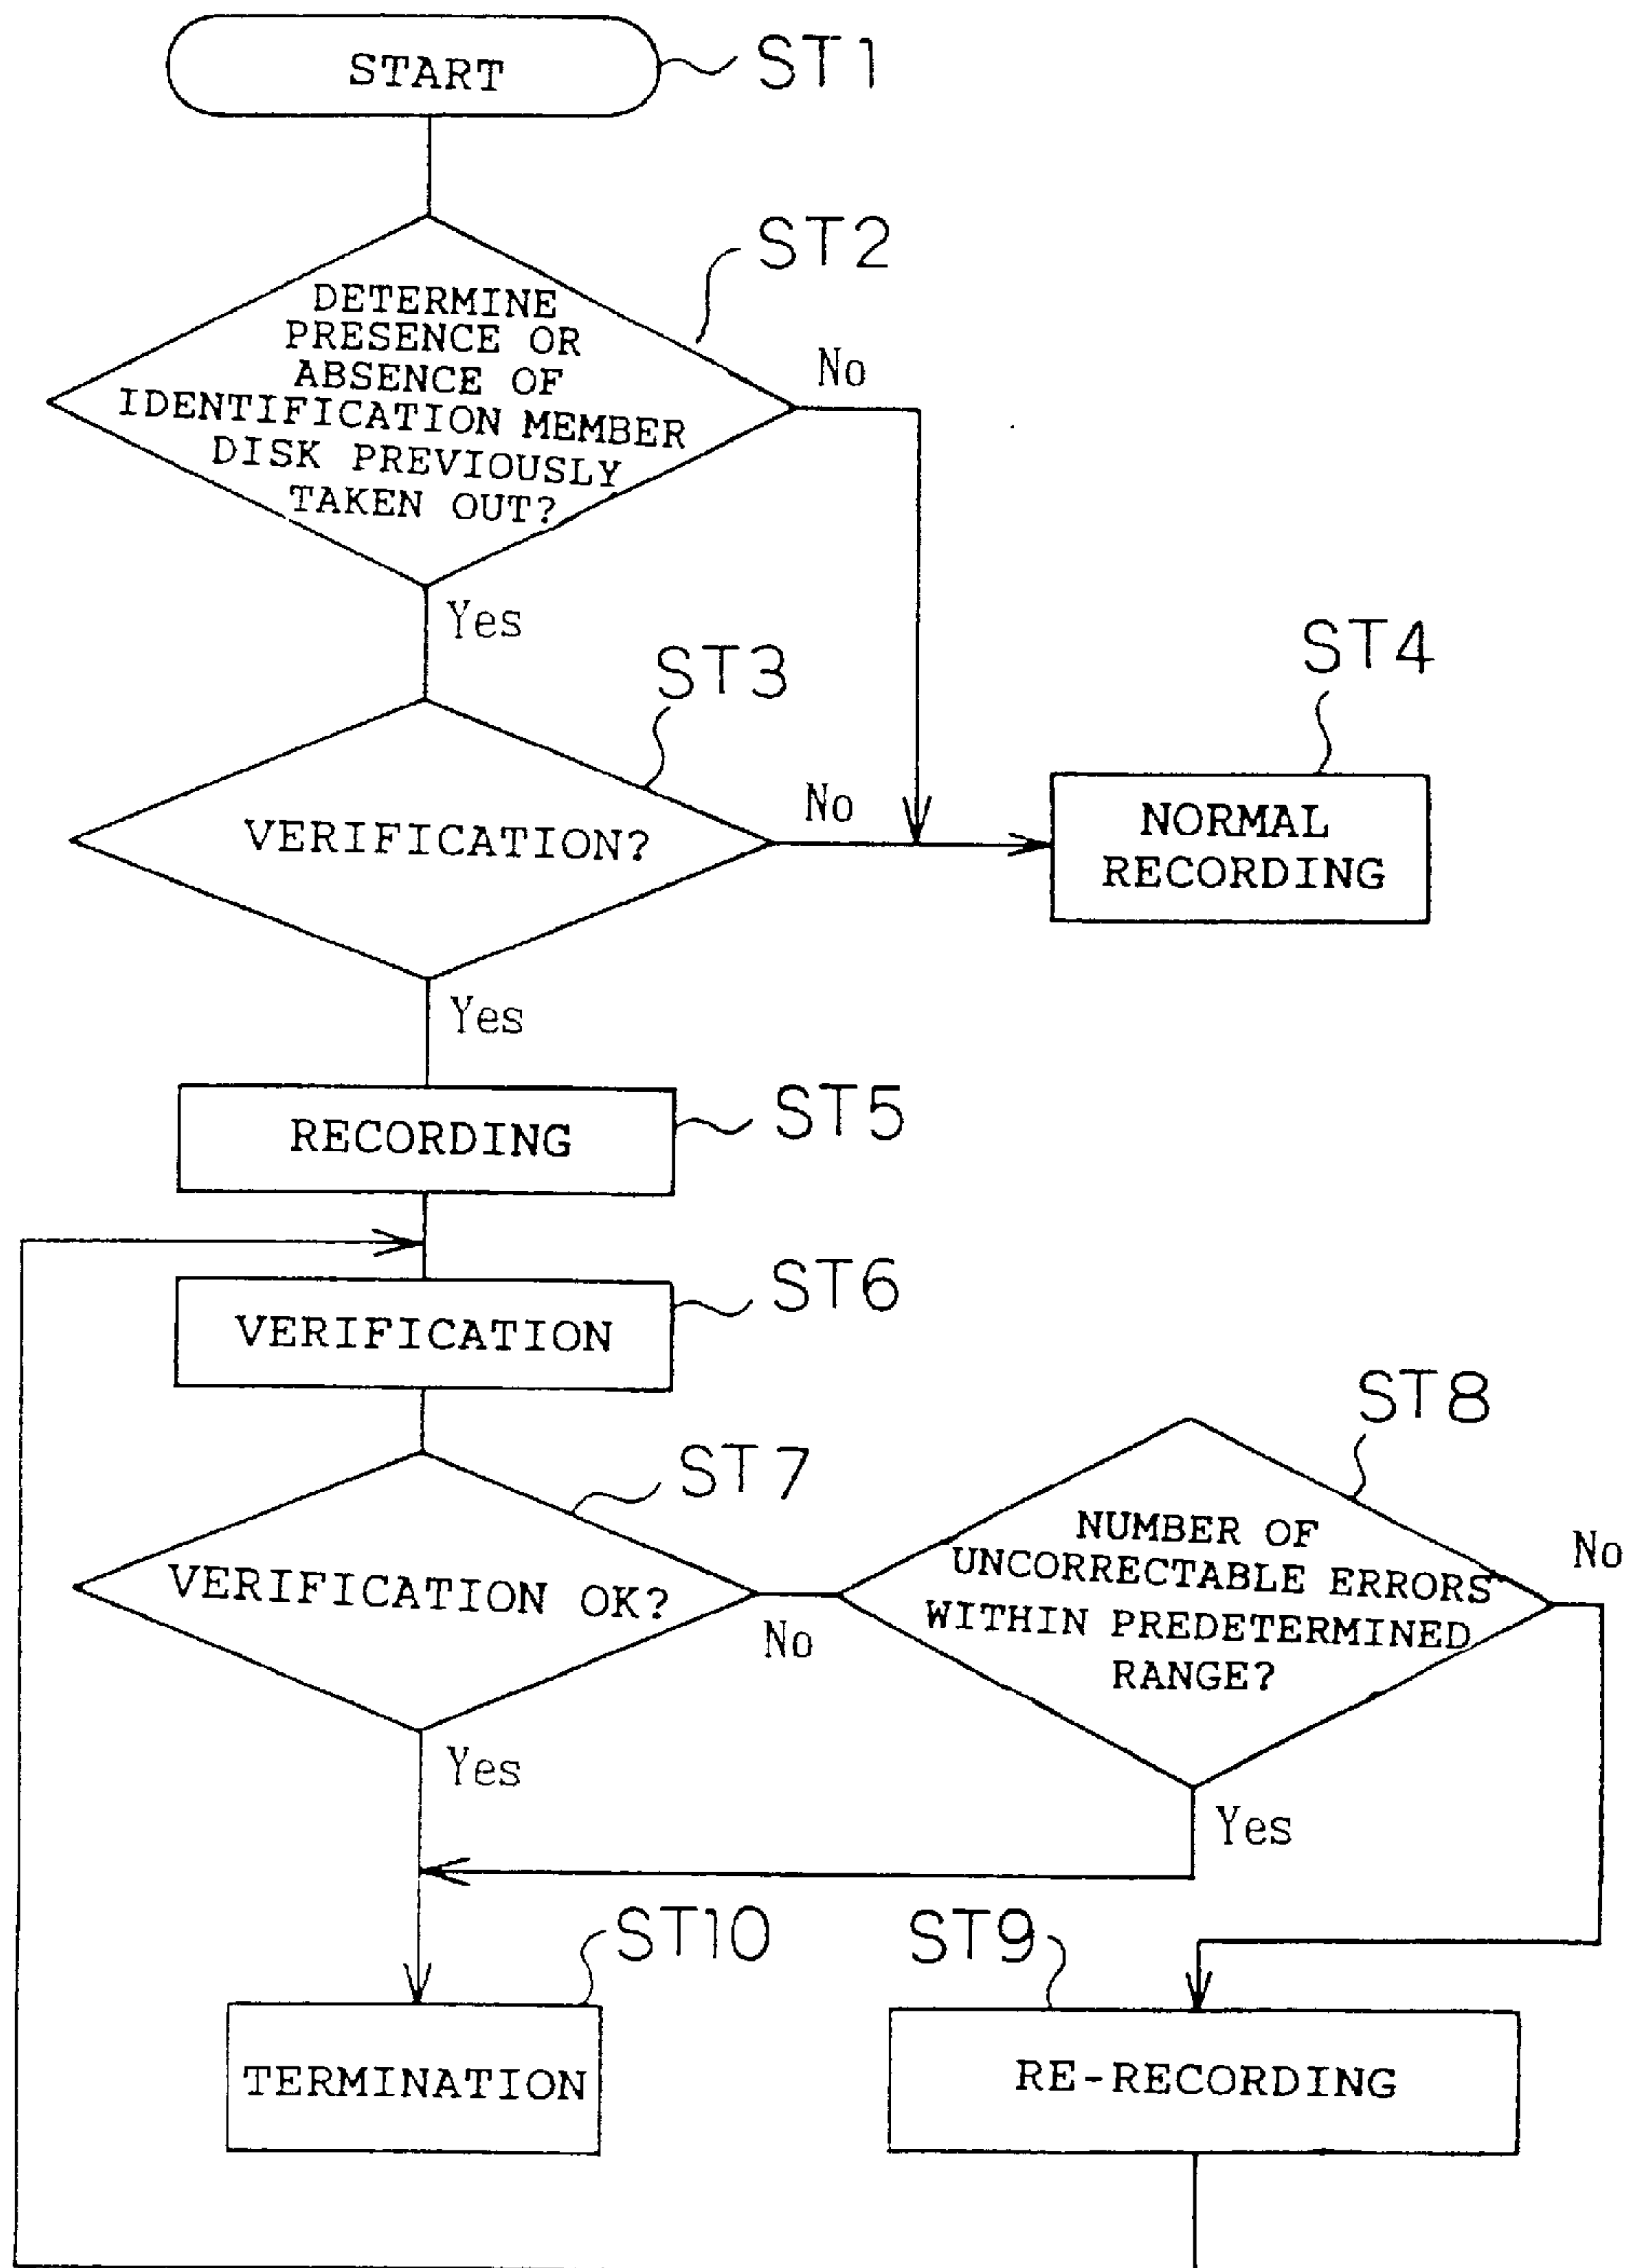 START
ST1
ST2
DETERMINE
PRESENCE OR
ABSENCE OF
IDENTIFICATION MEMBER
DISK PREVIOUSLY
TAKEN OUT?
No
Yes
ST3
ST4
VERIFICATION?
No
NORMAL
RECORDING
Yes
RECORDING
ST5
VERIFICATION
ST6
ST7
ST8
VERIFICATION OK?
No
NUMBER OF
UNCORRECTABLE ERRORS
WITHIN PREDETERMINED
RANGE?
No
Yes
Yes
ST10
ST9
TERMINATION
RE-RECORDING